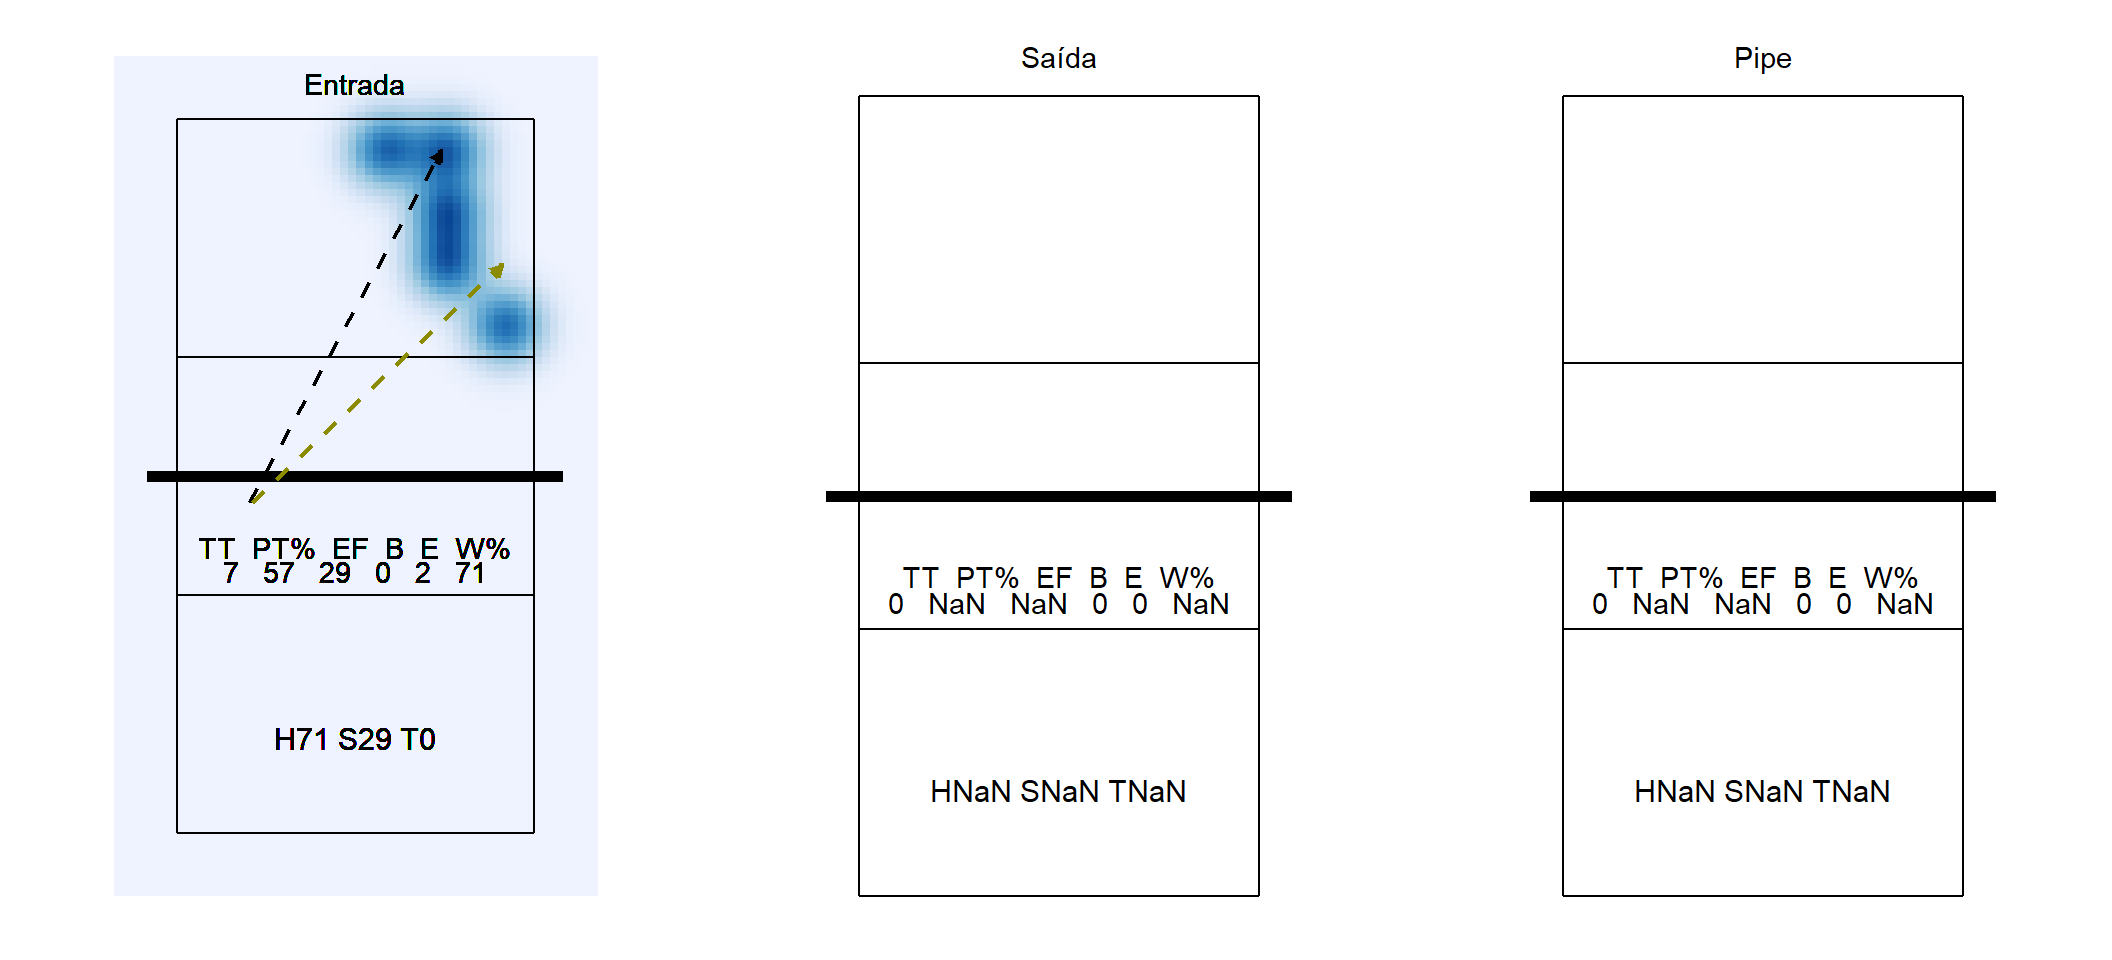 Entrada
TT PT% EF B E W%
7 57 29 0 2 71
H71 S29 T0
Saída
TT PT% EF B E W%
0 NaN NaN 0 0 NaN
HNaN SNaN TNaN
Pipe
TT PT% EF B E W%
0 NaN NaN 0 0 NaN
HNaN SNaN TNaN